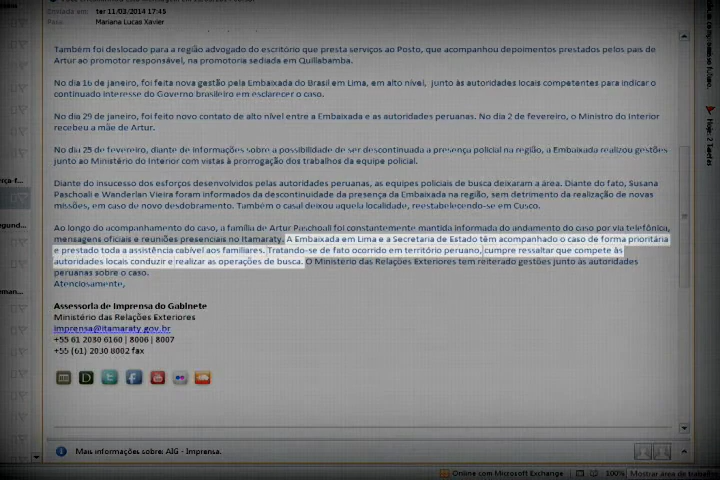 ter 11/03/2014 17:46
Mariana Lucas Xavier
Também foi deslocado para a região advogado do escritório que presta serviços ao Posto, que acompanhou depoimentos prestados pelos pais de
Artur ao promotor responsável, na promotoria sediada em Quillabamba.
No dia 16 de janeiro, foi feita nova gestão pela Embaixada do Brasil em Lima, em alto nível, junto às autoridades locais competentes para indicar o
continuado interesse do Governo brasileiro em esclarecer o caso.
No dia 29 de janeiro, foi feito novo contato de alto nível entre a Embaixada e as autoridades peruanas. No dia 2 de fevereiro, o Ministro do Interior
recebeu a mãe de Artur.
No dia 25 de fevereiro, diante de informações sobre a possibilidade de ser descontinuada a presença policial na região, a Embaixada realizou gestões
junto ao Ministério do Interior com vistas à prorrogação dos trabalhos da equipe policial.
Diante do insucesso dos esforços desenvolvidos pelas autoridades peruanas, as equipes policiais de busca deixaram a área. Diante do fato, Susana
Paschoali e Wanderlan Vieira foram informados da descontinuidade da presença da Embaixada na região, sem detrimento da realização de novas
missões, em caso de novo desdobramento. Também o casal deixou aquela localidade, reestabelecendo-se em Cusco.
Ao longo do acompanhamento do caso, a família de Artur Paschoali foi constantemente mantida informada do andamento do caso por via telefônica,
mensagens oficiais e reuniões presenciais no Itamaraty. A Embaixada em Lima e a Secretaria de Estado têm acompanhado o caso de forma prioritária
e prestado toda a assistência cabível aos familiares. Tratando-se de fato ocorrido em território peruano, cumpre ressaltar que compete às
autoridades locais conduzir e realizar as operações de busca. O Ministério das Relações Exteriores tem reiterado gestões junto às autoridades
peruanas sobre o caso.
Atenciosamente,
Assessoria de Imprensa do Gabinete
Ministério das Relações Exteriores
imprensa@itamaraty.gov.br
+55 61 2030 6160 | 8006 | 8007
+55 (61) 2030 8002 fax
Mais informações sobre: AIG - Imprensa.
Online com Microsoft Exchange 100%
Mostrar área de trabalho
Hoje: 2 Tarefas